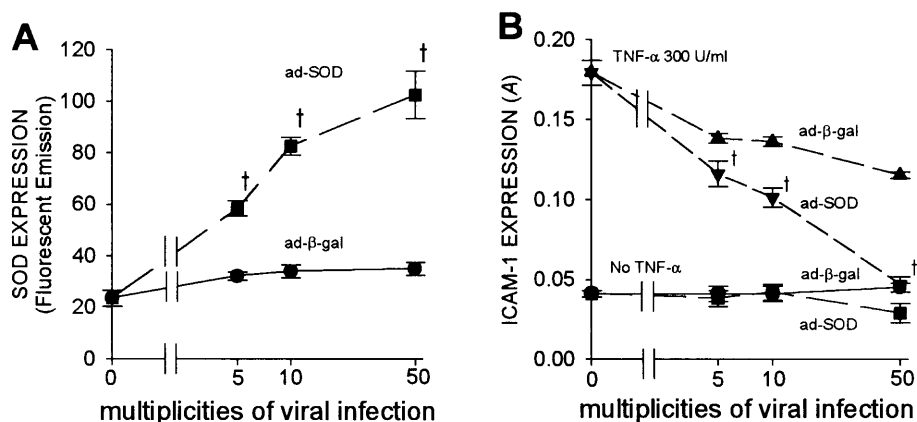 A
SOD EXPRESSION
(Fluorescent Emission)
120
100
80
60
40
20
0
ad-SOD
†
†
†
ad-β-gal
0 5 10 50
multiplicities of viral infection
B
ICAM-1 EXPRESSION (A)
0.20
0.15
0.10
0.05
0.00
TNF-α 300 U/ml
ad-β-gal
†
†
ad-SOD
†
No TNF-α
ad-β-gal
ad-SOD
0 5 10 50
multiplicities of viral infection